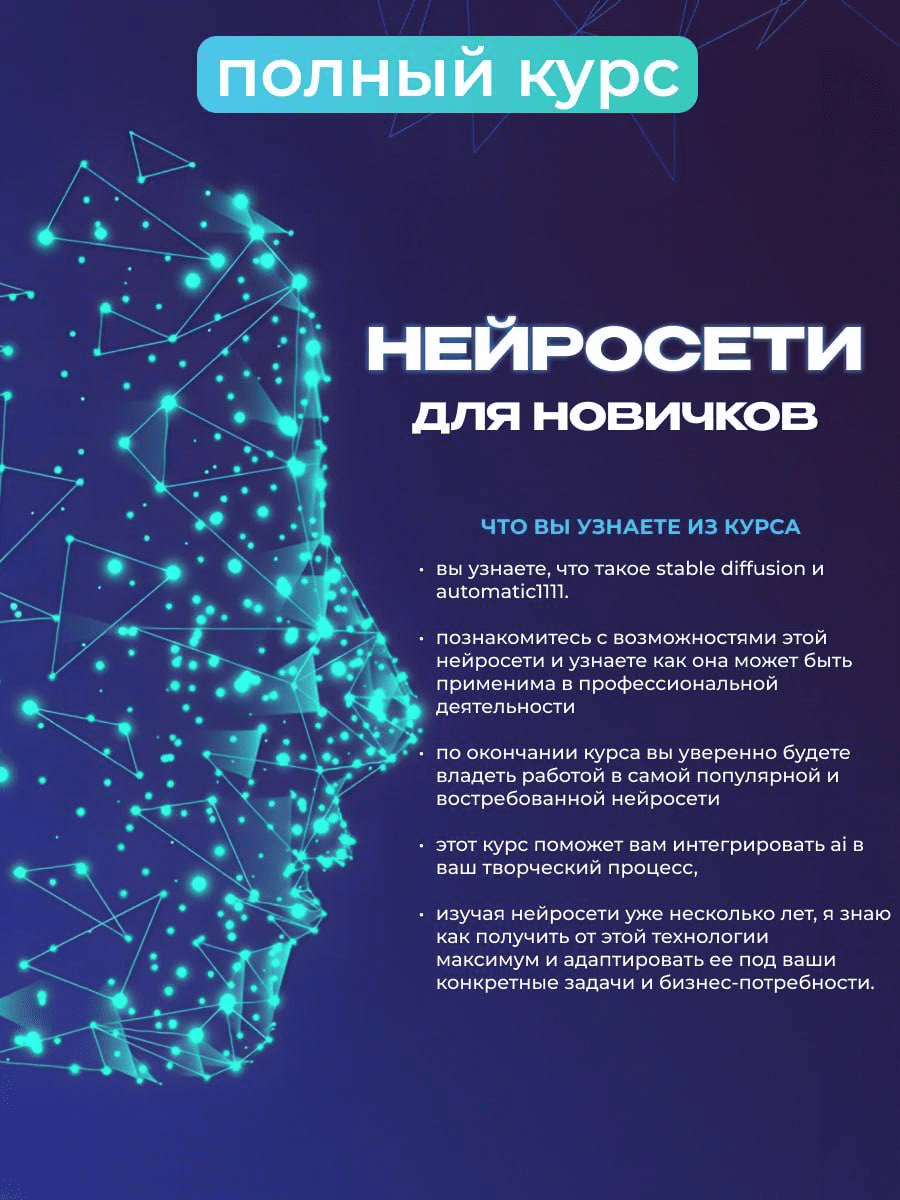 полный курс
НЕЙРОСЕТИ
ДЛЯ НОВИЧКОВ
ЧТО ВЫ УЗНАЕТЕ ИЗ КУРСА
• вы узнаете, что такое stable diffusion и
automatic1111.
• познакомитесь с возможностями этой
нейросети и узнаете как она может быть
применима в профессиональной
деятельности
• по окончании курса вы уверенно будете
владеть работой в самой популярной и
востребованной нейросети
• этот курс поможет вам интегрировать ai в
ваш творческий процесс,
• изучая нейросети уже несколько лет, я знаю
как получить от этой технологии
максимум и адаптировать ее под ваши
конкретные задачи и бизнес-потребности.